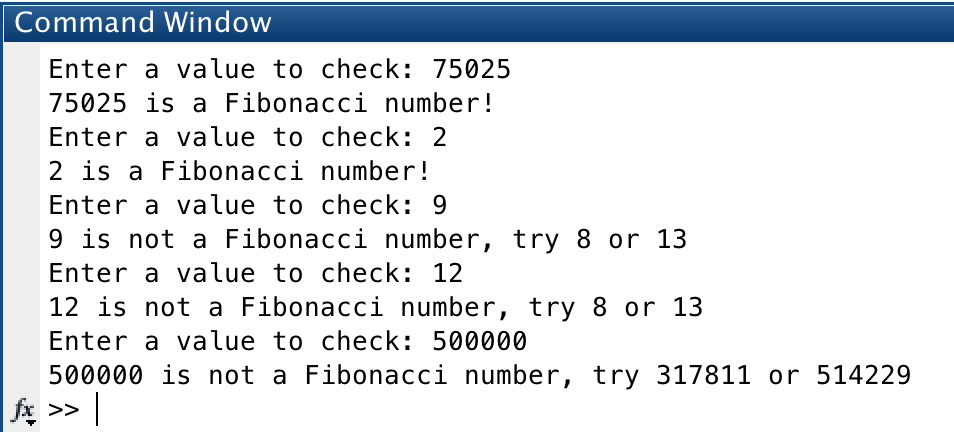 Command Window
Enter a value to check: 75025
75025 is a Fibonacci number!
Enter a value to check: 2
2 is a Fibonacci number!
Enter a value to check: 9
9 is not a Fibonacci number, try 8 or 13
Enter a value to check: 12
12 is not a Fibonacci number, try 8 or 13
Enter a value to check: 500000
500000 is not a Fibonacci number, try 317811 or 514229
fx >>